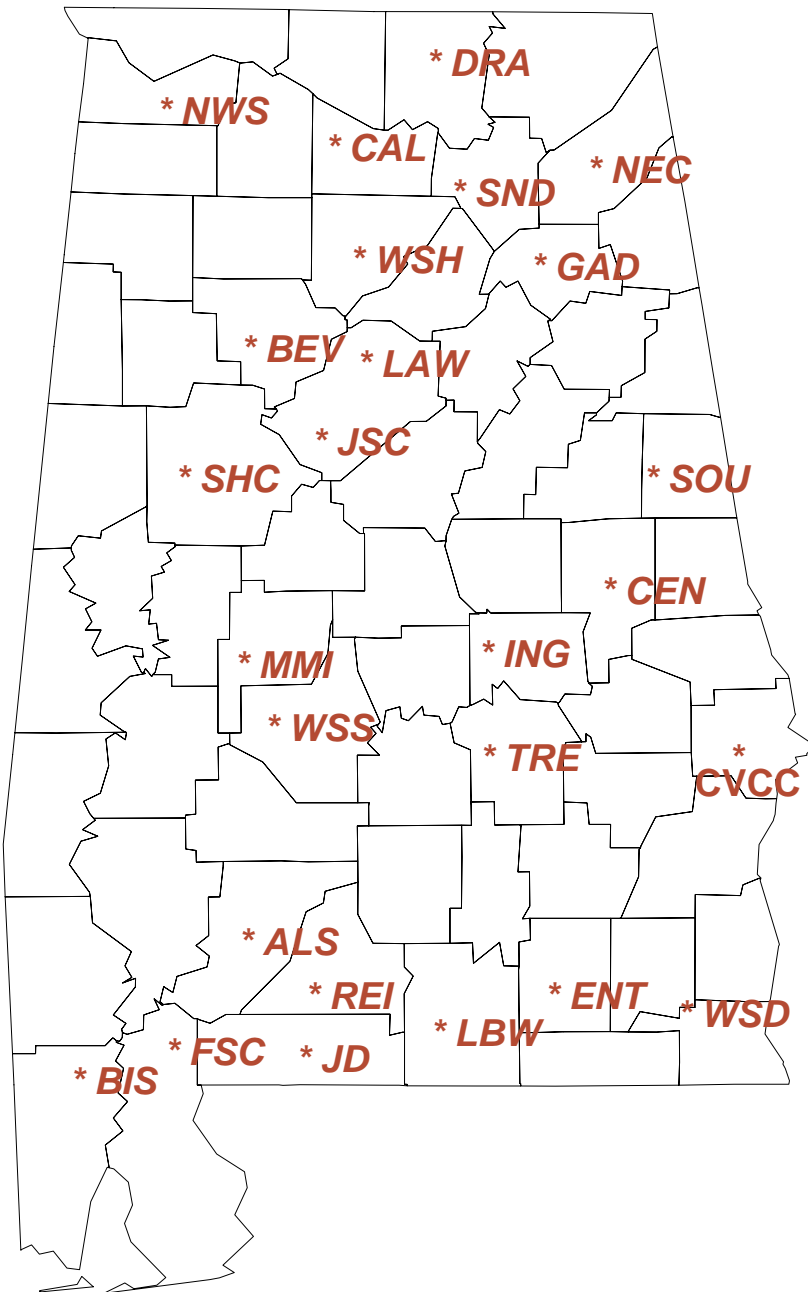 * DRA
* NWS
* CAL
* NEC
* SND
* WSH
* GAD
* BEV
* LAW
* JSC
* SHC
* SOU
* CEN
* ING
* MMI
* WSS
* TRE
*
CVCC
* ALS
* REI
* ENT
* WSD
* LBW
* FSC
* JD
* BIS